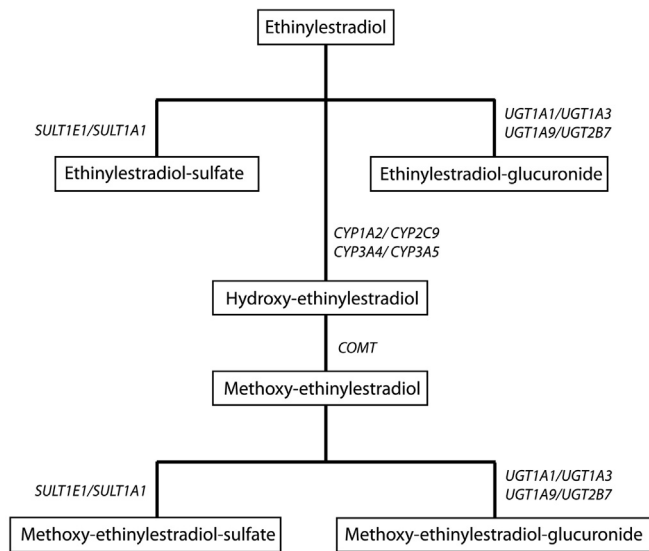 Ethinylestradiol
SULT1E1/SULT1A1
UGT1A1/UGT1A3
UGT1A9/UGT2B7
Ethinylestradiol-sulfate
Ethinylestradiol-glucuronide
CYP1A2/ CYP2C9
CYP3A4/ CYP3A5
Hydroxy-ethinylestradiol
COMT
Methoxy-ethinylestradiol
SULT1E1/SULT1A1
UGT1A1/UGT1A3
UGT1A9/UGT2B7
Methoxy-ethinylestradiol-sulfate
Methoxy-ethinylestradiol-glucuronide